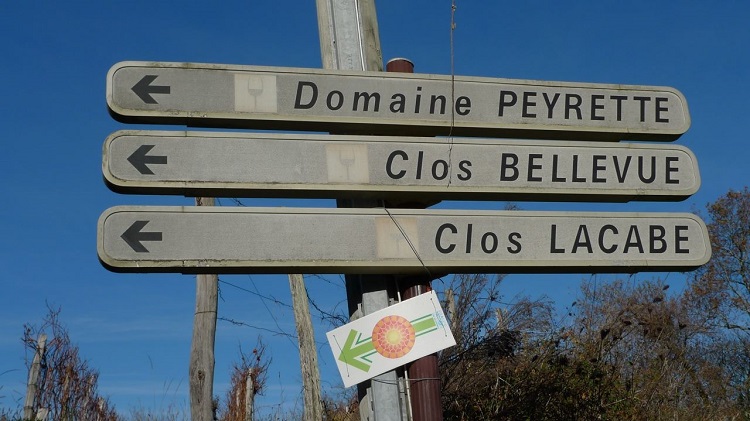 Domaine PEYRETTE
Clos BELLEVUE
Clos LACABE